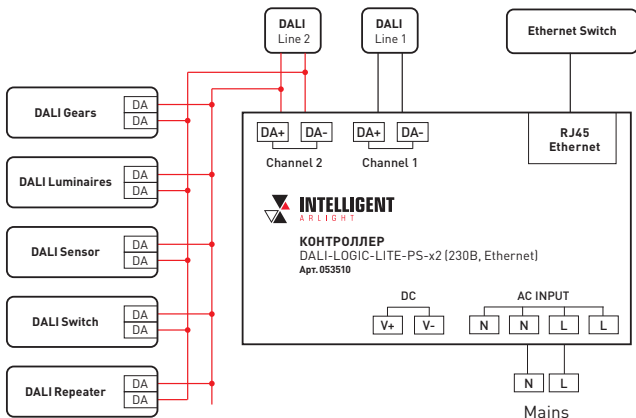 DALI
Line 2
DALI
Line 1
Ethernet Switch
DALI Gears
DA
DA
DALI Luminaires
DA
DA
DALI Sensor
DA
DA
DALI Switch
DA
DA
DALI Repeater
DA
DA
DA+ DA- DA+ DA-
Channel 2 Channel 1
RJ45
Ethernet
INTELLIGENT
ARLIGHT
КОНТРОЛЛЕР
DALI-LOGIC-LITE-PS-x2 (230В, Ethernet)
Арт. 053510
DC AC INPUT
V+ V- N N L L
N L
Mains